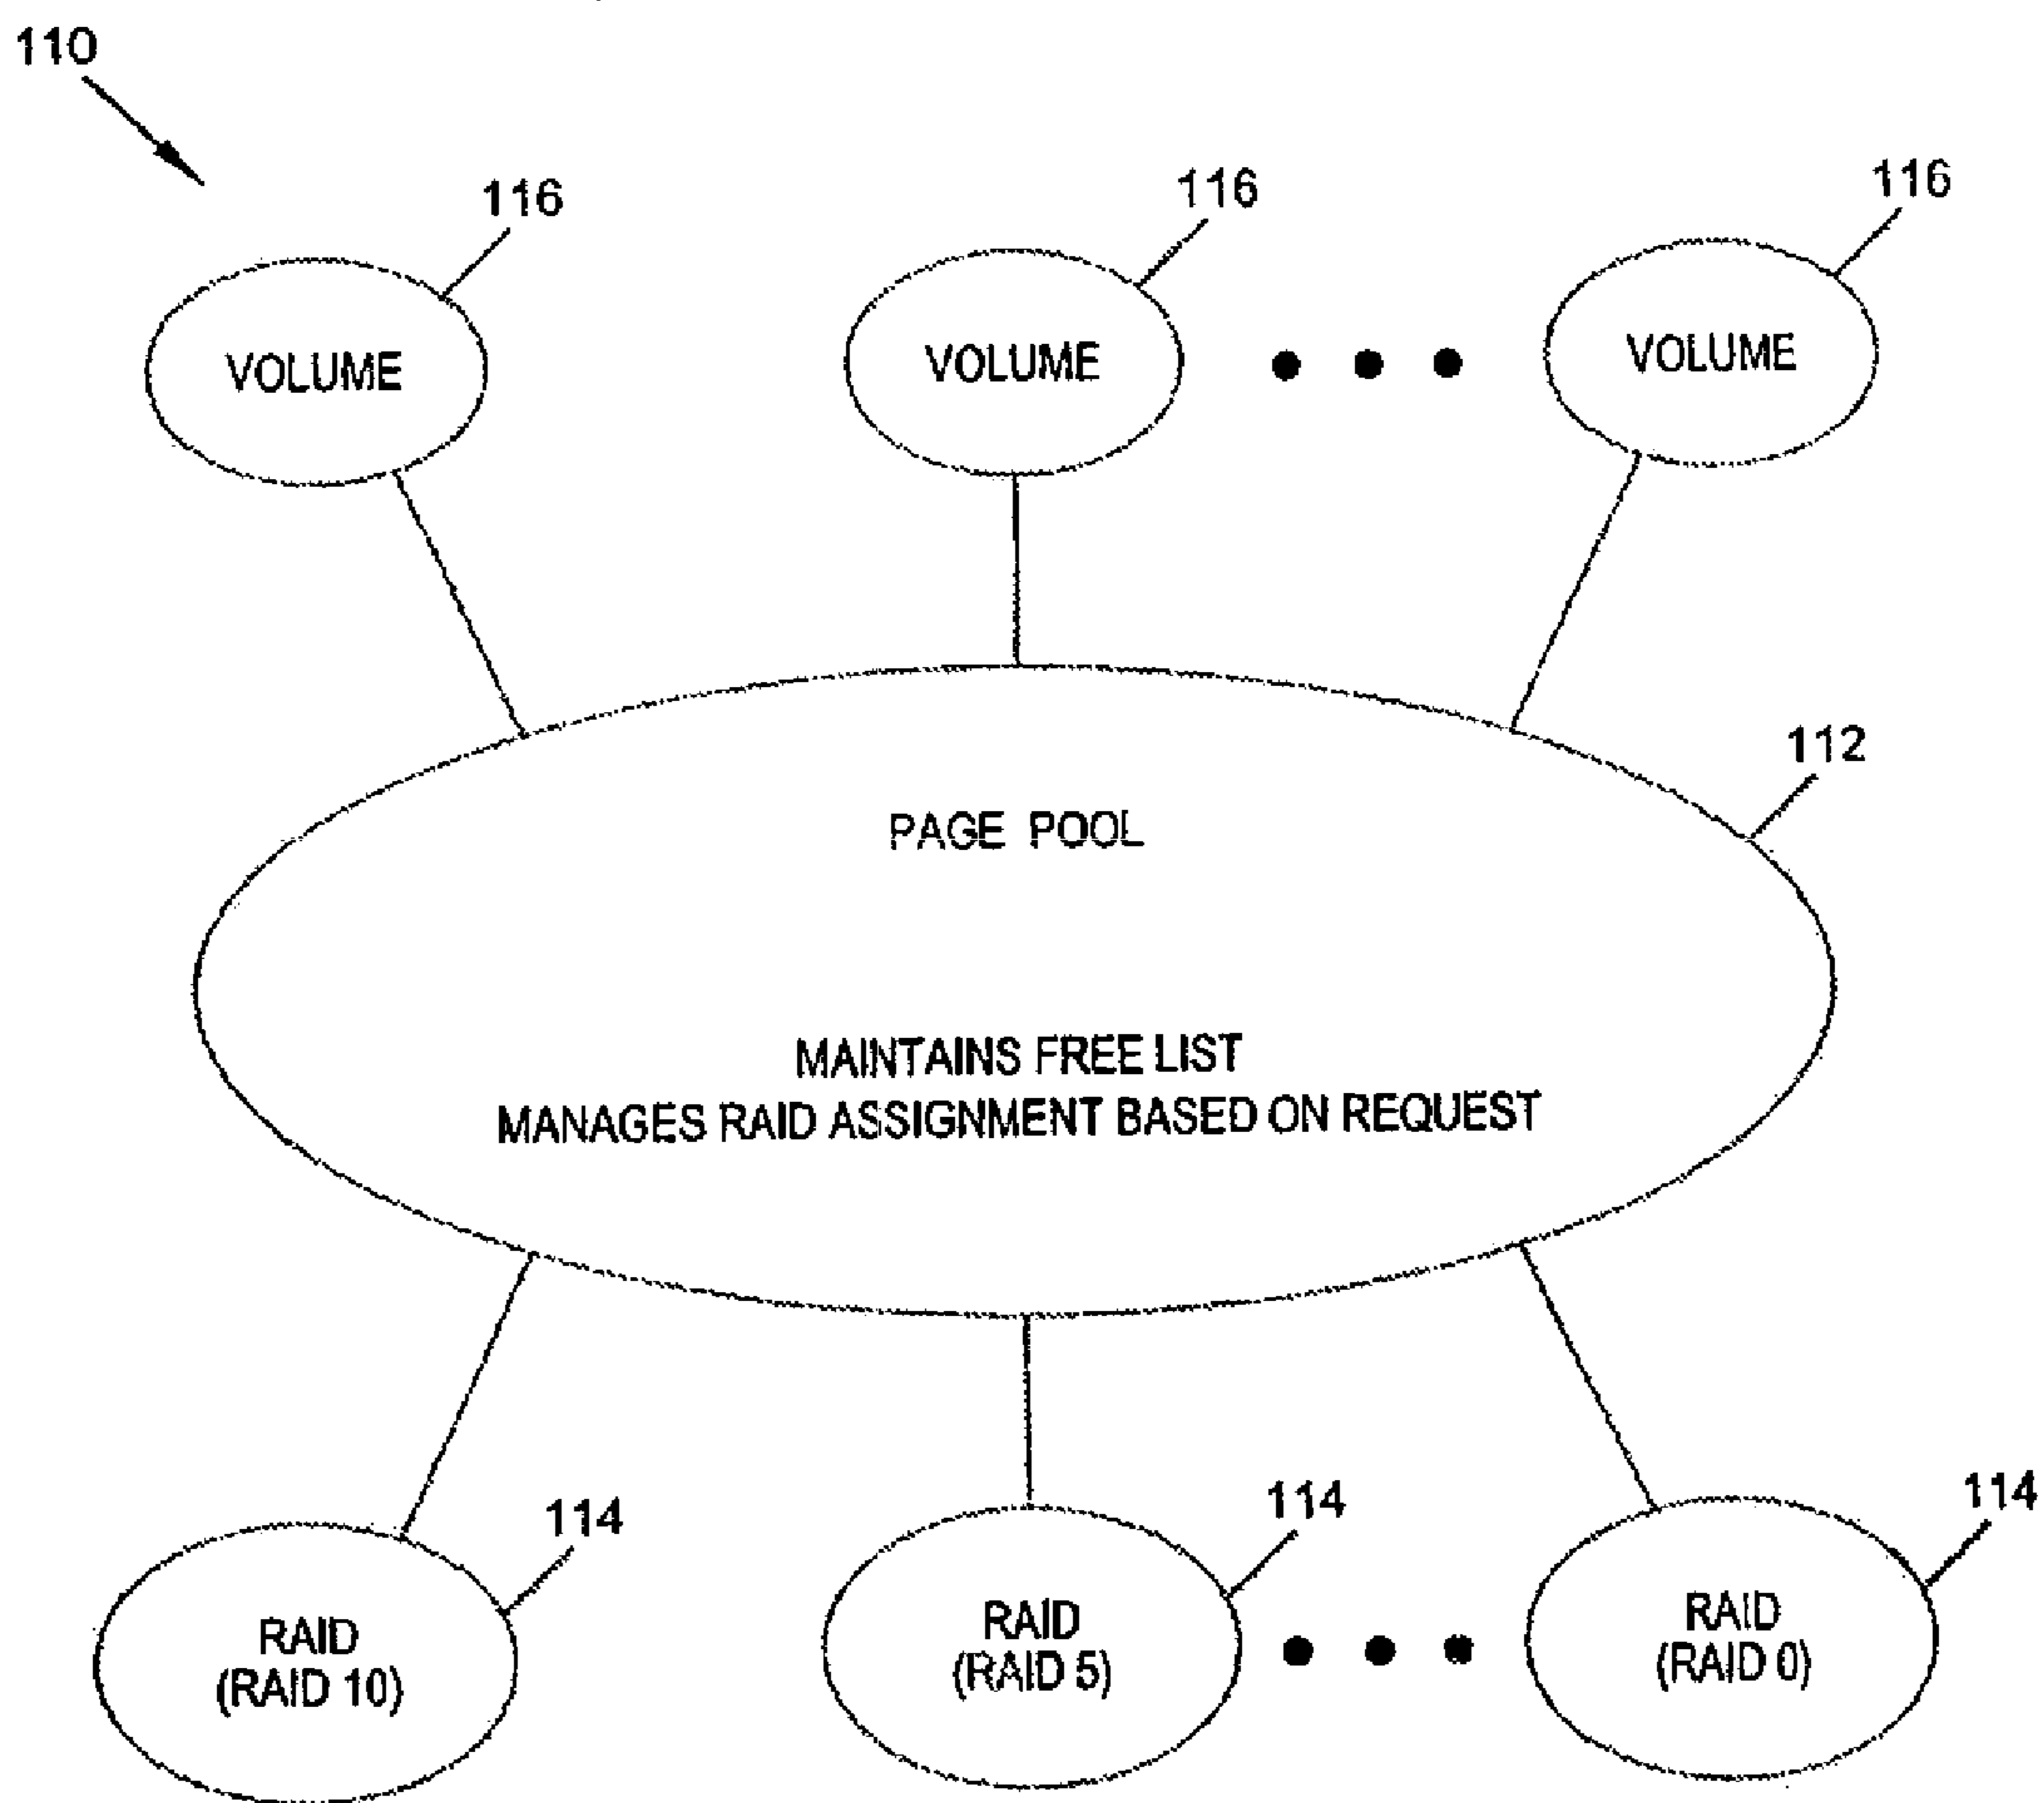 110
116
116
116
VOLUME
VOLUME
VOLUME
112
PAGE POOL
MAINTAINS FREE LIST
MANAGES RAID ASSIGNMENT BASED ON REQUEST
114
114
114
RAID
(RAID 10)
RAID
(RAID 5)
RAID
(RAID 0)